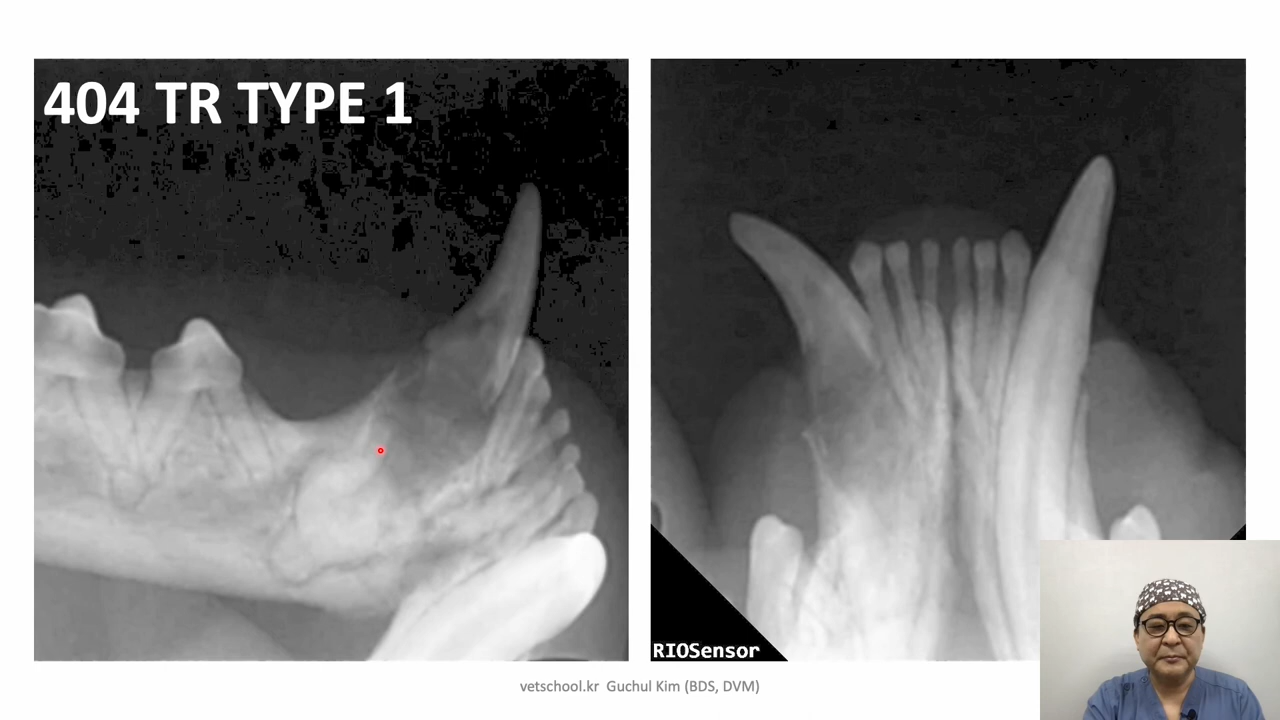 404 TR TYPE 1
RIOSensor
vetschool.kr Guchul Kim (BDS, DVM)